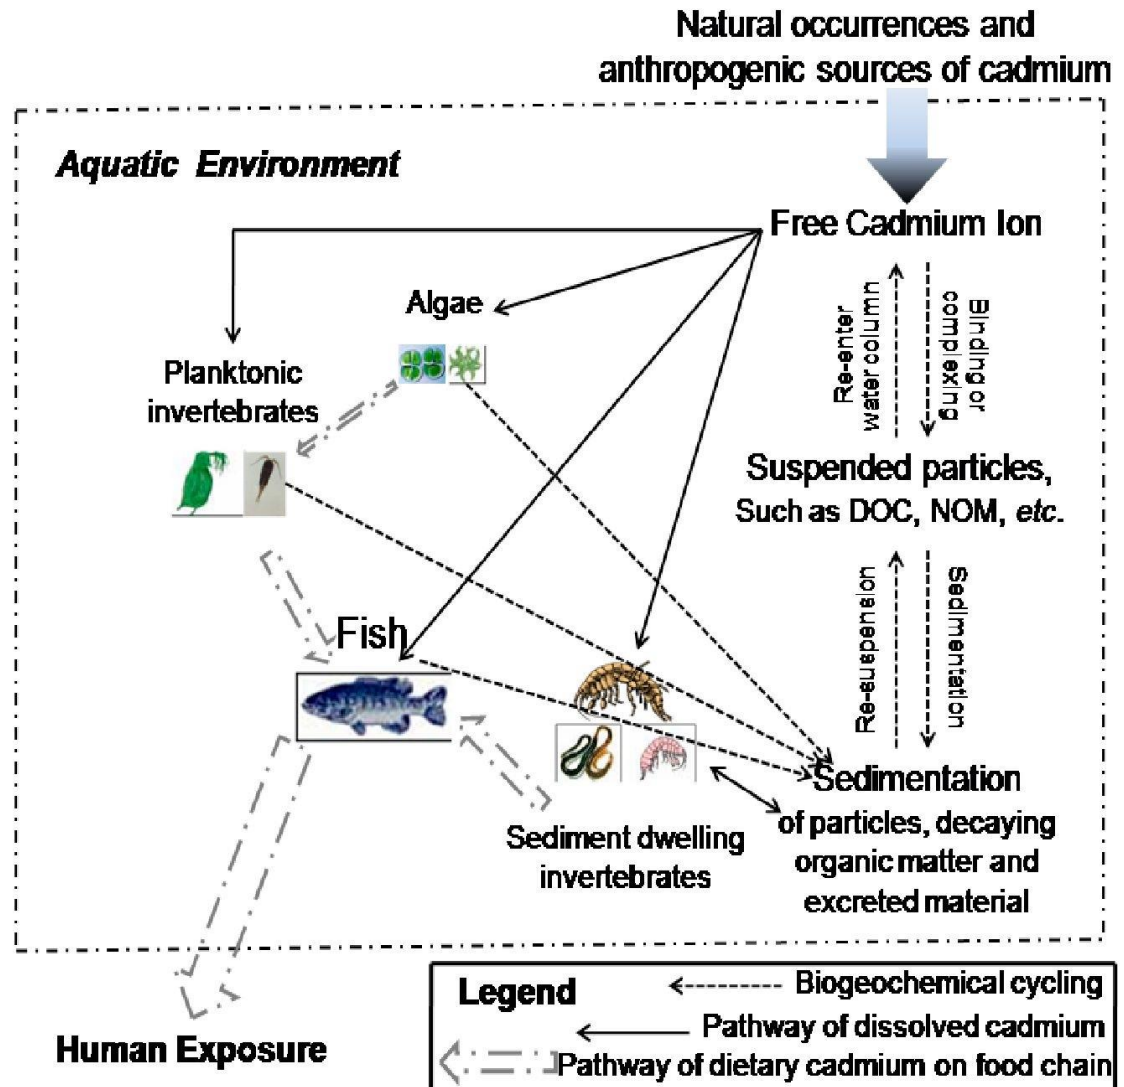 Natural occurrences and
anthropogenic sources of cadmium
Aquatic Environment
Free Cadmium Ion
Algae
Re-enter
water column
Binding or
complexing
Planktonic
invertebrates
Suspended particles,
Such as DOC, NOM, etc.
Re-suspension
Sedimentation
Fish
Sedimentation
of particles, decaying
organic matter and
excreted material
Sediment dwelling
invertebrates
Human Exposure
Legend
Biogeochemical cycling
Pathway of dissolved cadmium
Pathway of dietary cadmium on food chain